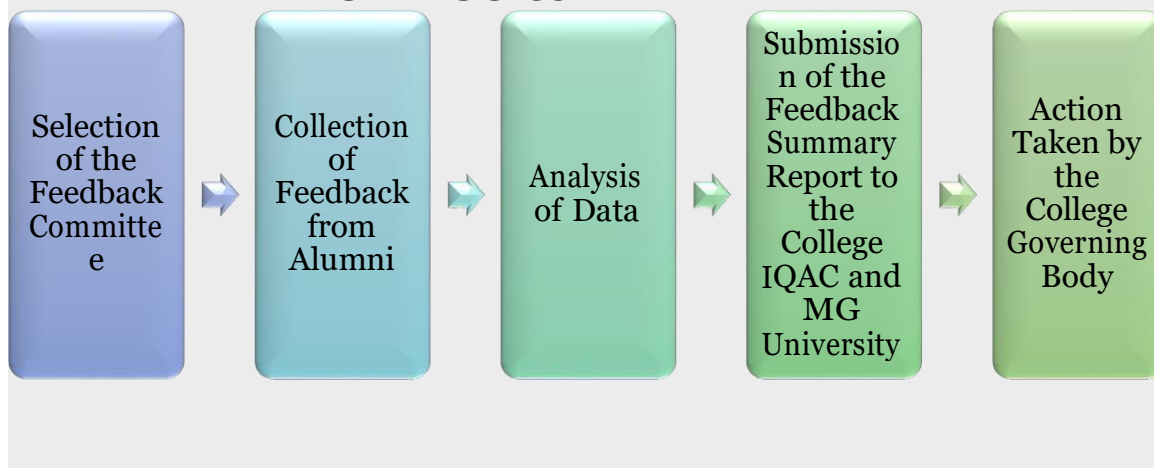 Selection
of the
Feedback
Committe
e
Collection
of
Feedback
from
Alumni
Analysis
of Data
Submissio
n of the
Feedback
Summary
Report to
the
College
IQAC and
MG
University
Action
Taken by
the
College
Governing
Body